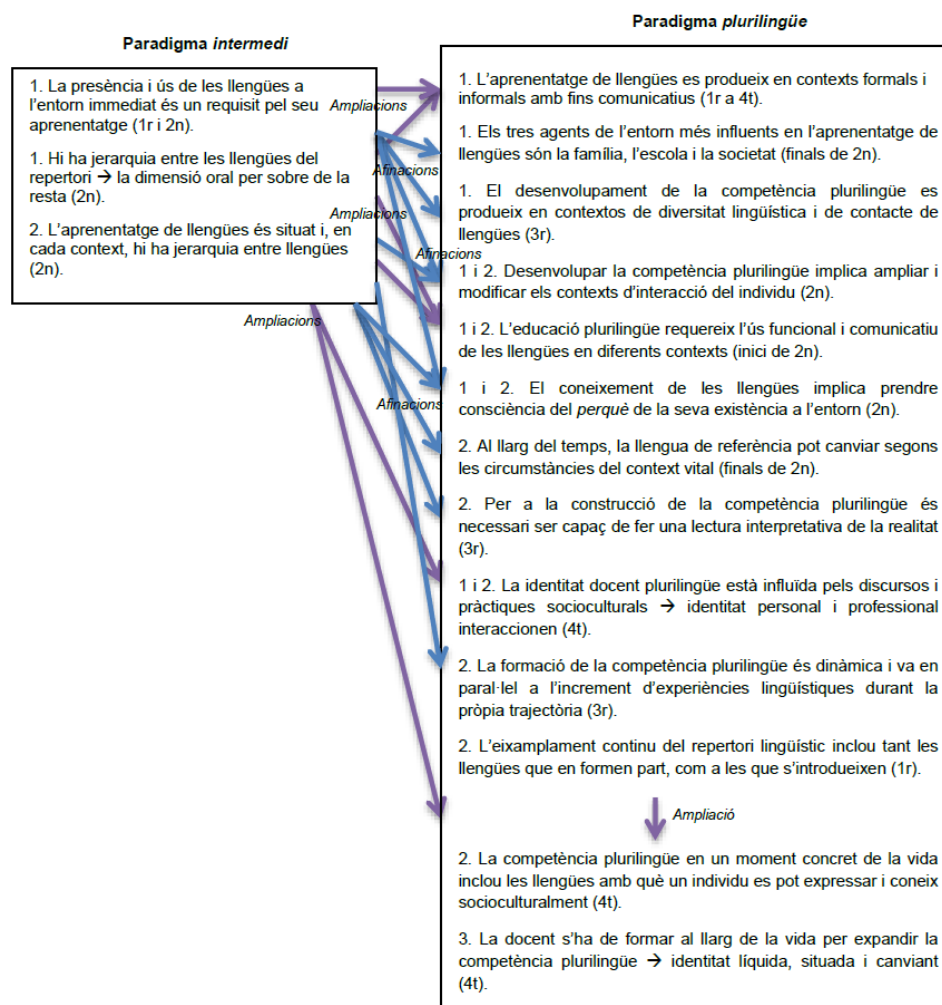 Paradigma intermedi
1. La presència i ús de les llengües a
l'entorn immediat és un requisit pel seu
aprenentatge (1r i 2n).
1. Hi ha jerarquia entre les llengües del
repertori → la dimensió oral per sobre de la
resta (2n).
2. L'aprenentatge de llengües és situat i, en
cada context, hi ha jerarquia entre llengües
(2n).
Ampliacions
Afinacions
Ampliacions
Afinacions
Ampliacions
Afinacions
Paradigma plurilingüe
1. L'aprenentatge de llengües es produeix en contexts formals i
informals amb fins comunicatius (1r a 4t).
1. Els tres agents de l'entorn més influents en l'aprenentatge de
llengües són la família, l'escola i la societat (finals de 2n).
1. El desenvolupament de la competència plurilingüe es
produeix en contextos de diversitat lingüística i de contacte de
llengües (3r).
1 i 2. Desenvolupar la competència plurilingüe implica ampliar i
modificar els contexts d'interacció del individu (2n).
1 i 2. L'educació plurilingüe requereix l'ús funcional i comunicatiu
de les llengües en diferents contexts (inici de 2n).
1 i 2. El coneixement de les llengües implica prendre
consciència del perquè de la seva existència a l'entorn (2n).
2. Al llarg del temps, la llengua de referència pot canviar segons
les circumstàncies del context vital (finals de 2n).
2. Per a la construcció de la competència plurilingüe és
necessari ser capaç de fer una lectura interpretativa de la realitat
(3r).
1 i 2. La identitat docent plurilingüe està influïda pels discursos i
pràctiques socioculturals → identitat personal i professional
interaccionen (4t).
2. La formació de la competència plurilingüe és dinàmica i va en
paral·lel a l'increment d'experiències lingüístiques durant la
pròpia trajectòria (3r).
2. L'eixamplament continu del repertori lingüístic inclou tant les
llengües que en formen part, com a les que s'introdueixen (1r).
Ampliació
2. La competència plurilingüe en un moment concret de la vida
inclou les llengües amb què un individu es pot expressar i coneix
socioculturalment (4t).
3. La docent s'ha de formar al llarg de la vida per expandir la
competència plurilingüe → identitat líquida, situada i canviant
(4t).